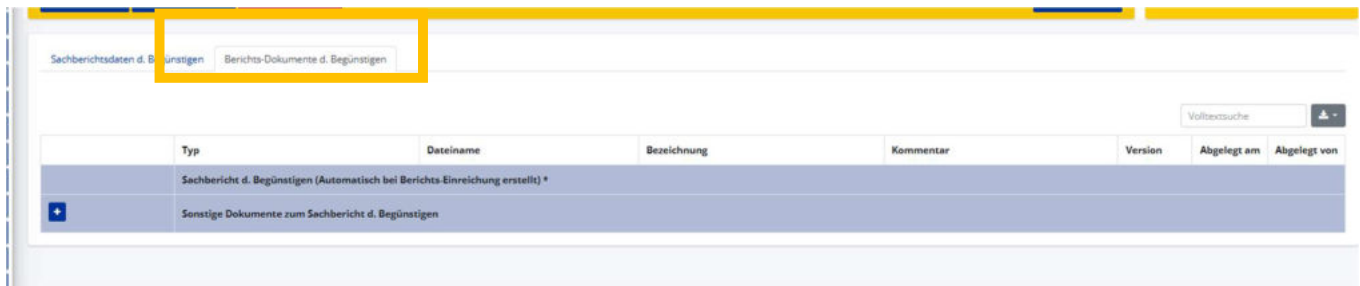 Sachberichtsdaten d. Begünstigen Berichts-Dokumente d. Begünstigen
Volltextsuche
Typ Dateiname Bezeichnung Kommentar Version Abgelegt am Abgelegt von
Sachbericht d. Begünstigen (Automatisch bei Berichts-Einreichung erstellt) *
Sonstige Dokumente zum Sachbericht d. Begünstigen